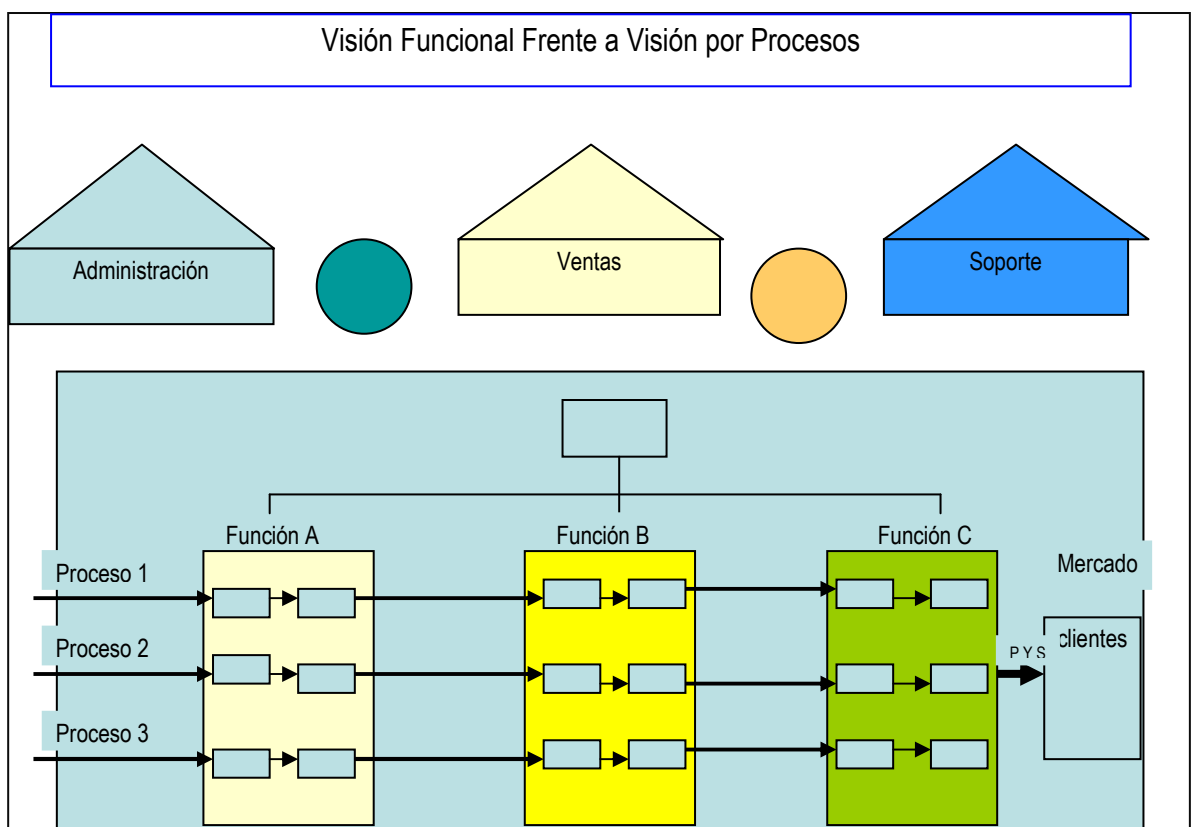 Visión Funcional Frente a Visión por Procesos
Administración
Ventas
Soporte
Función A
Función B
Función C
Proceso 1
Mercado
Proceso 2
P Y S
clientes
Proceso 3